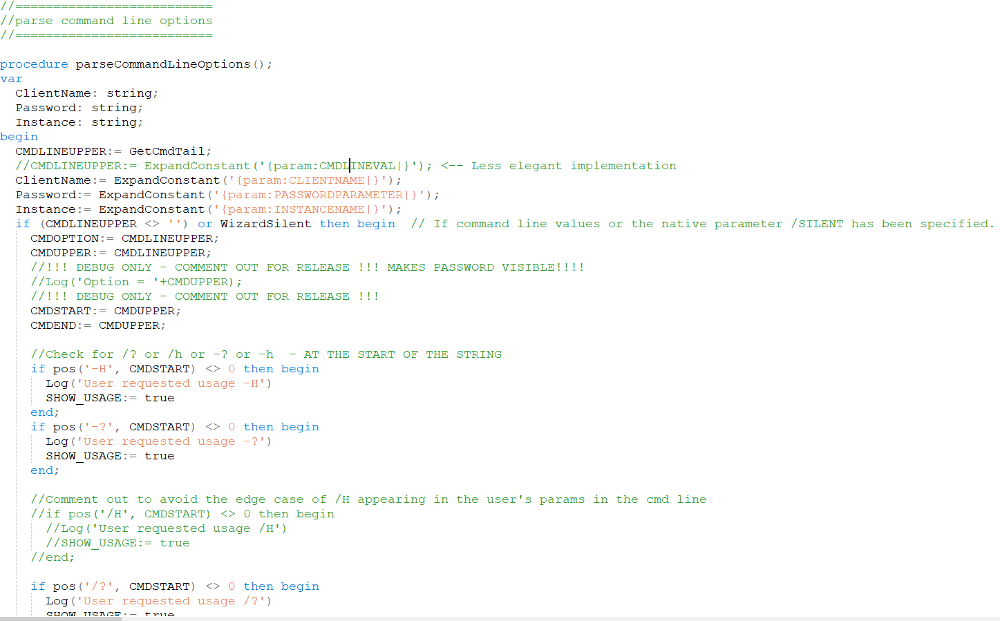 //==========================
//parse command line options
//==========================
procedure parseCommandLineOptions();
var
ClientName: string;
Password: string;
Instance: string;
begin
CMDLINEUPPER:= GetCmdTail;
//CMDLINEUPPER:= ExpandConstant('{param:CMDLINEVAL|}'); <-- Less elegant implementation
ClientName:= ExpandConstant('{param:CLIENTNAME|}');
Password:= ExpandConstant('{param:PASSWORDPARAMETER|}');
Instance:= ExpandConstant('{param:INSTANCENAME|}');
if (CMDLINEUPPER <> '') or WizardSilent then begin  // If command line values or the native parameter /SILENT has been specified.
CMDOPTION:= CMDLINEUPPER;
CMDUPPER:= CMDLINEUPPER;
//!!! DEBUG ONLY - COMMENT OUT FOR RELEASE !!! MAKES PASSWORD VISIBLE!!!!
//Log('Option = '+CMDUPPER);
//!!! DEBUG ONLY - COMMENT OUT FOR RELEASE !!!
CMDSTART:= CMDUPPER;
CMDEND:= CMDUPPER;
//Check for /? or /h or -? or -h  - AT THE START OF THE STRING
if pos('-H', CMDSTART) <> 0 then begin
Log('User requested usage -H')
SHOW_USAGE:= true
end;
if pos('-?', CMDSTART) <> 0 then begin
Log('User requested usage -?')
SHOW_USAGE:= true
end;
//Comment out to avoid the edge case of /H appearing in the user's params in the cmd line
//if pos('/H', CMDSTART) <> 0 then begin
//Log('User requested usage /H')
//SHOW_USAGE:= true
//end;
if pos('/?', CMDSTART) <> 0 then begin
Log('User requested usage /?')
SHOW_USAGE:= true